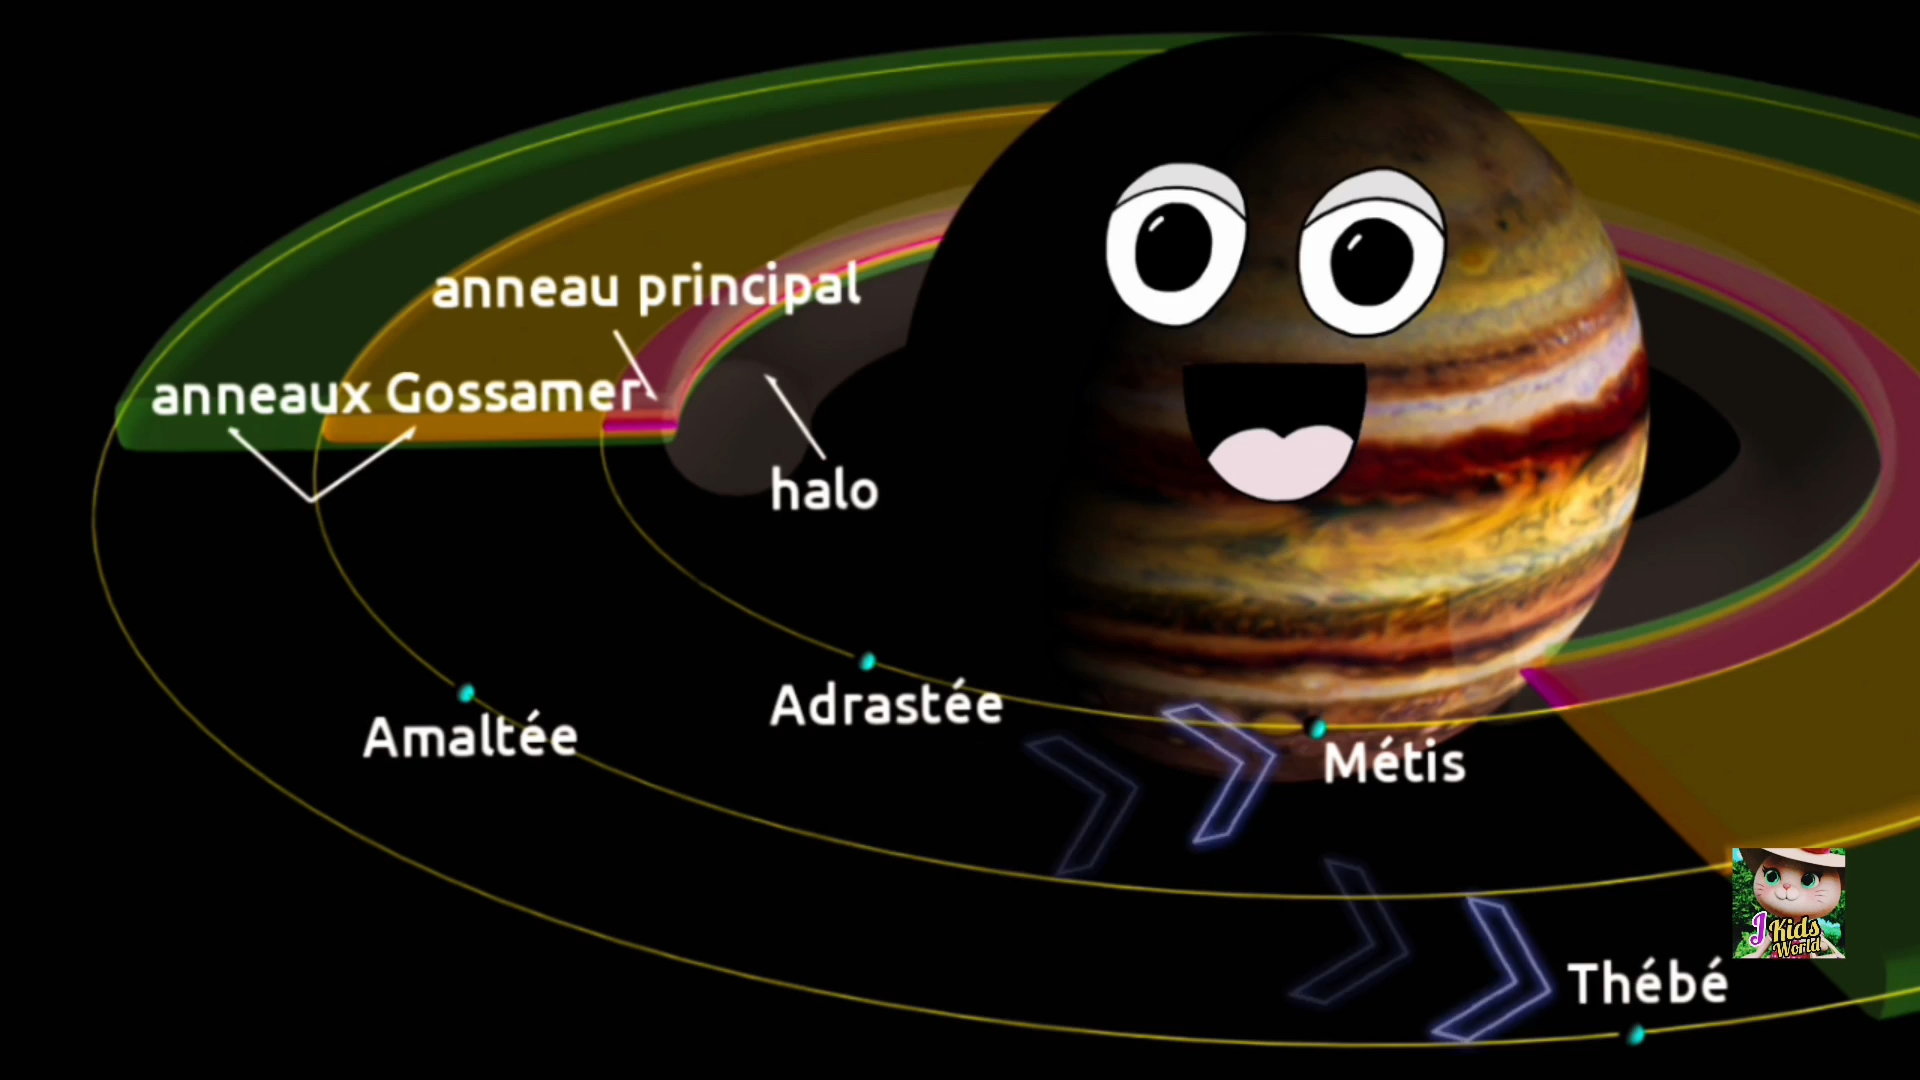 anneau principal
anneaux Gossamer
halo
Adrastée
Amaltée
Métis
Thébé
J Kids
World